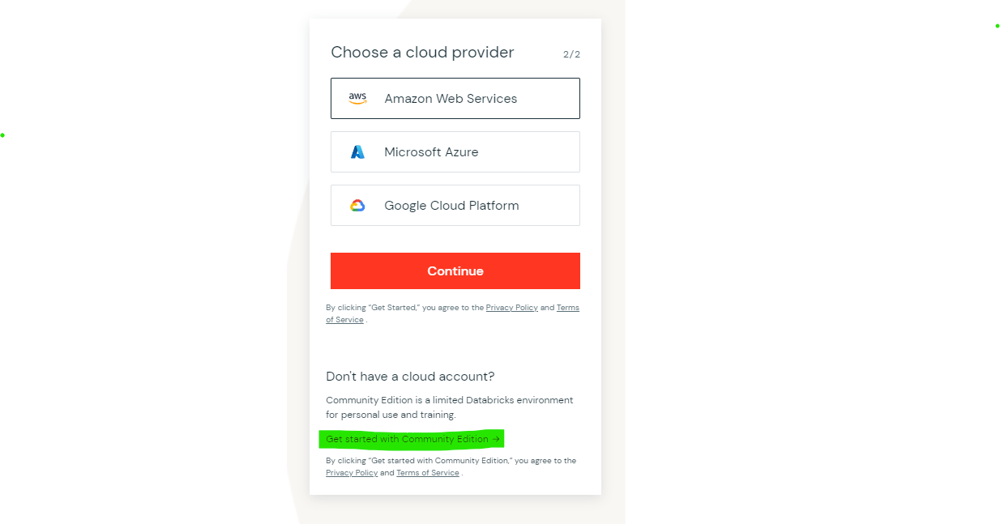 Choose a cloud provider 2/2
aws Amazon Web Services
Microsoft Azure
Google Cloud Platform
Continue
By clicking “Get Started,” you agree to the Privacy Policy and Terms
of Service .
Don't have a cloud account?
Community Edition is a limited Databricks environment
for personal use and training.
Get started with Community Edition →
By clicking “Get started with Community Edition,” you agree to the
Privacy Policy and Terms of Service .